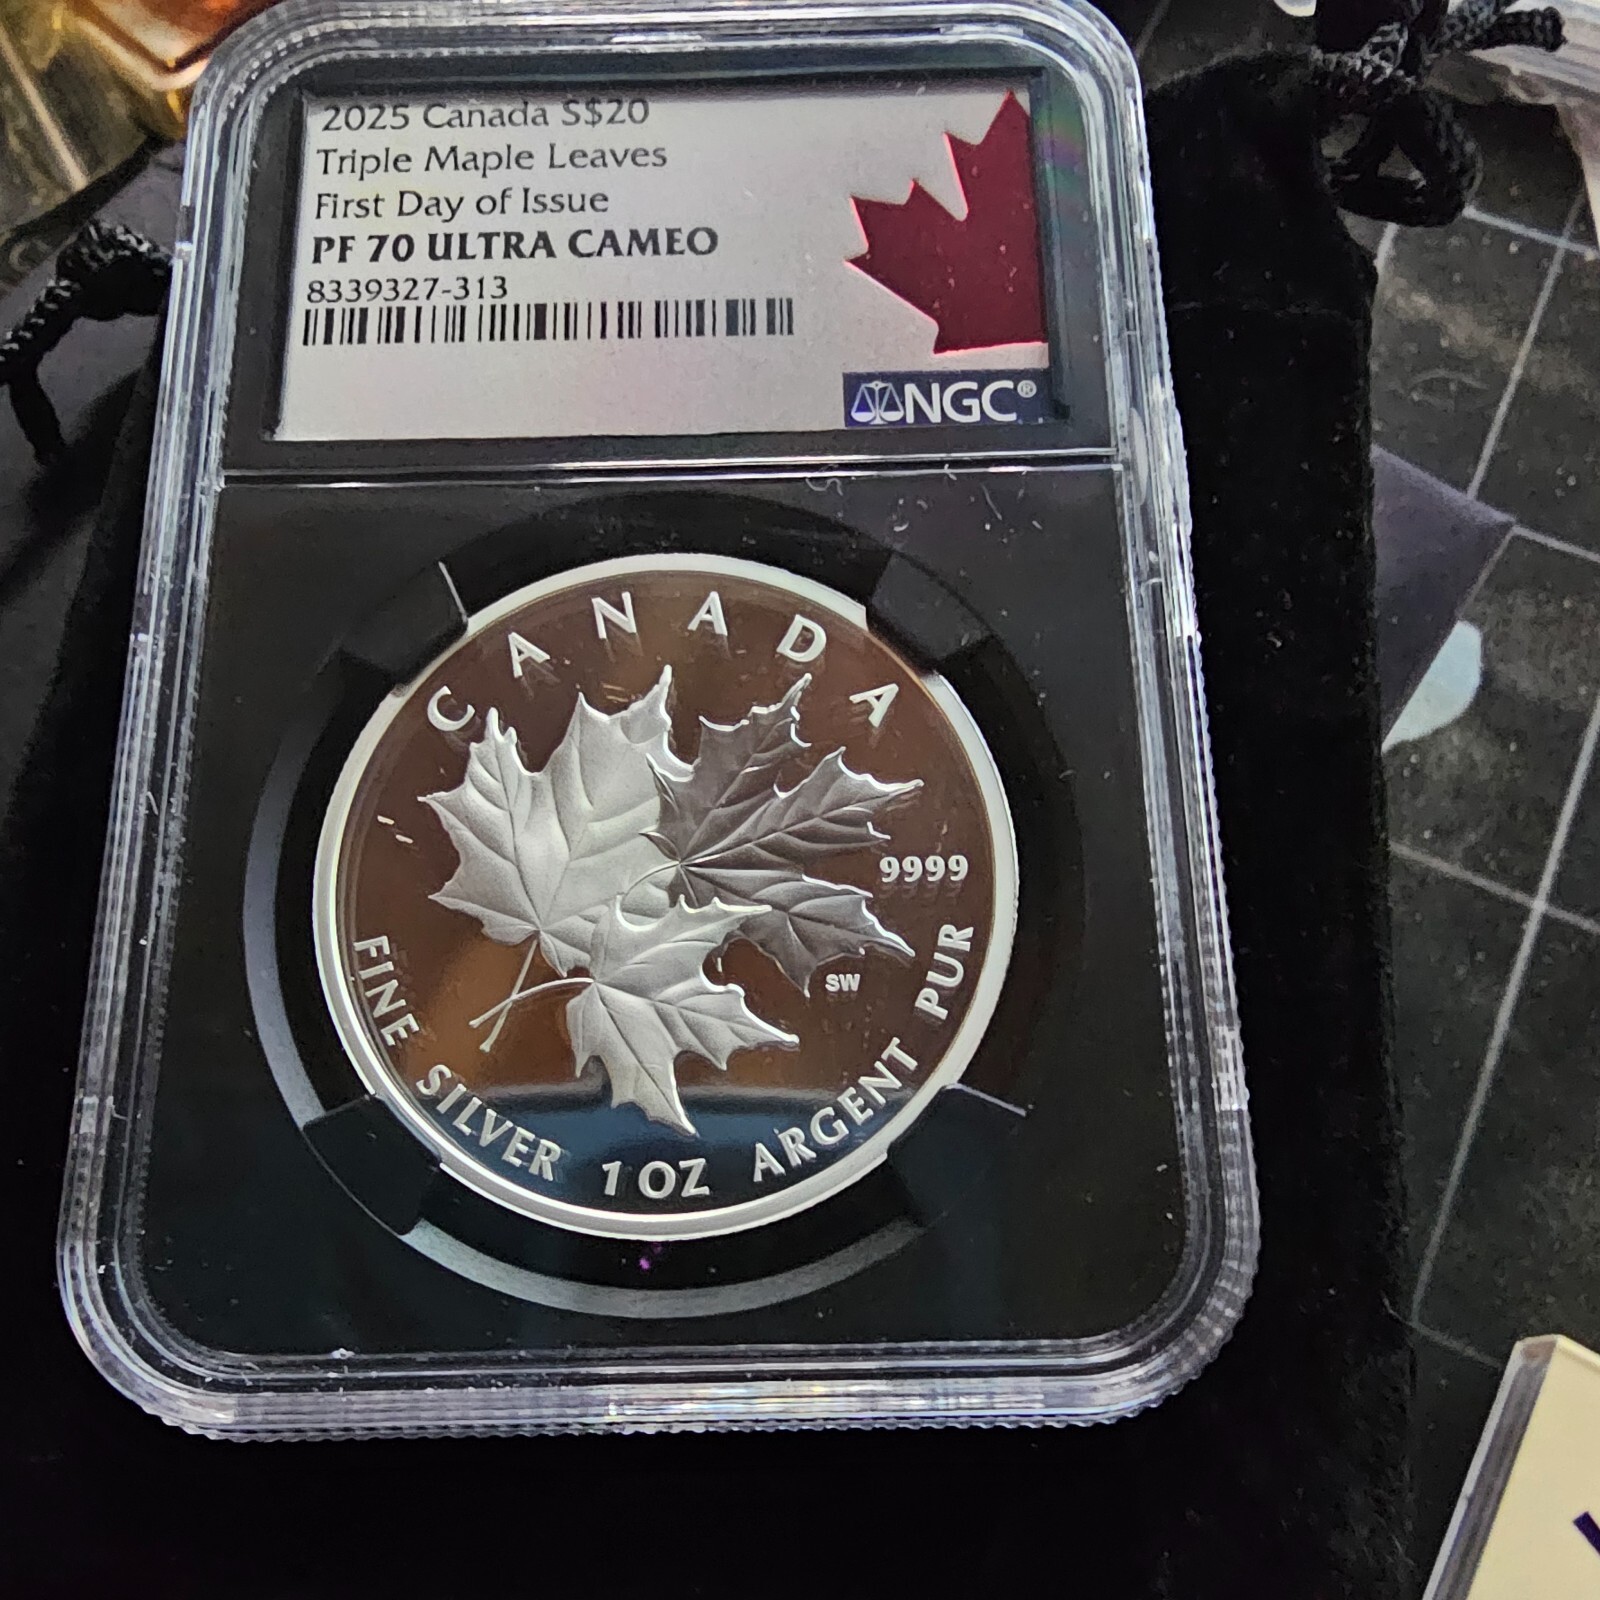 2025 Canada S$20
Triple Maple Leaves
First Day of Issue
PF 70 ULTRA CAMEO
8339327-313
NGC®
CANADA
9999
SW
FINE SILVER 1 OZ ARGENT PUR